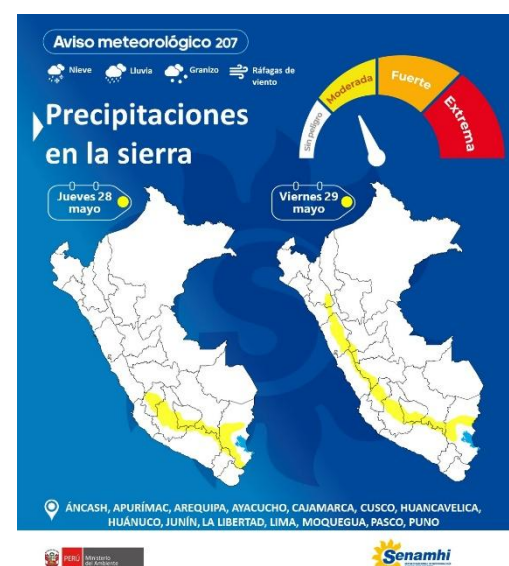 Aviso meteorológico 207
Nieve
Lluvia
Granizo
Ráfagas de
viento
Precipitaciones
en la sierra
Sin peligro
Moderada
Fuerte
Extrema
Jueves 28
mayo
Viernes 29
mayo
ÁNCASH, APURÍMAC, AREQUIPA, AYACUCHO, CAJAMARCA, CUSCO, HUANCAVELICA,
HUÁNUCO, JUNÍN, LA LIBERTAD, LIMA, MOQUEGUA, PASCO, PUNO
PERÚ
Ministerio
del Ambiente
Senamhi